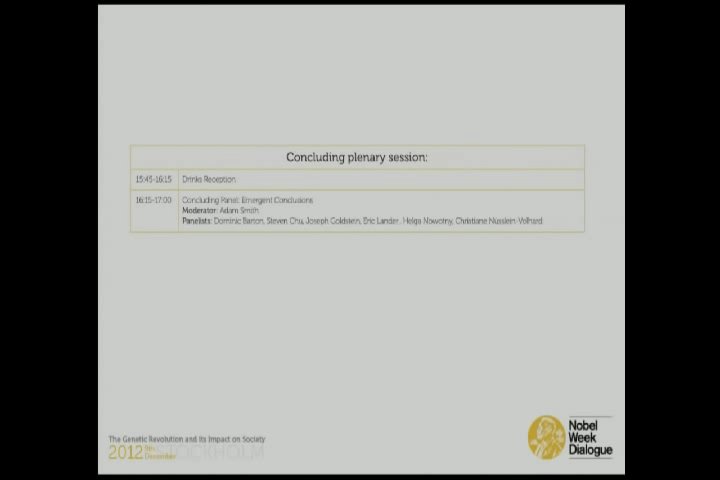 Concluding plenary session:
15:45-16:15 Drinks Reception
16:15-17:00 Concluding Panel: Emergent Conclusions
Moderator: Adam Smith
Panelists: Dominic Barton, Steven Chu, Joseph Goldstein, Eric Lander, Helga Nowotny, Christiane Nüsslein-Volhard
The Genetic Revolution and its Impact on Society
2012 9th December STOCKHOLM
Nobel
Week
Dialogue